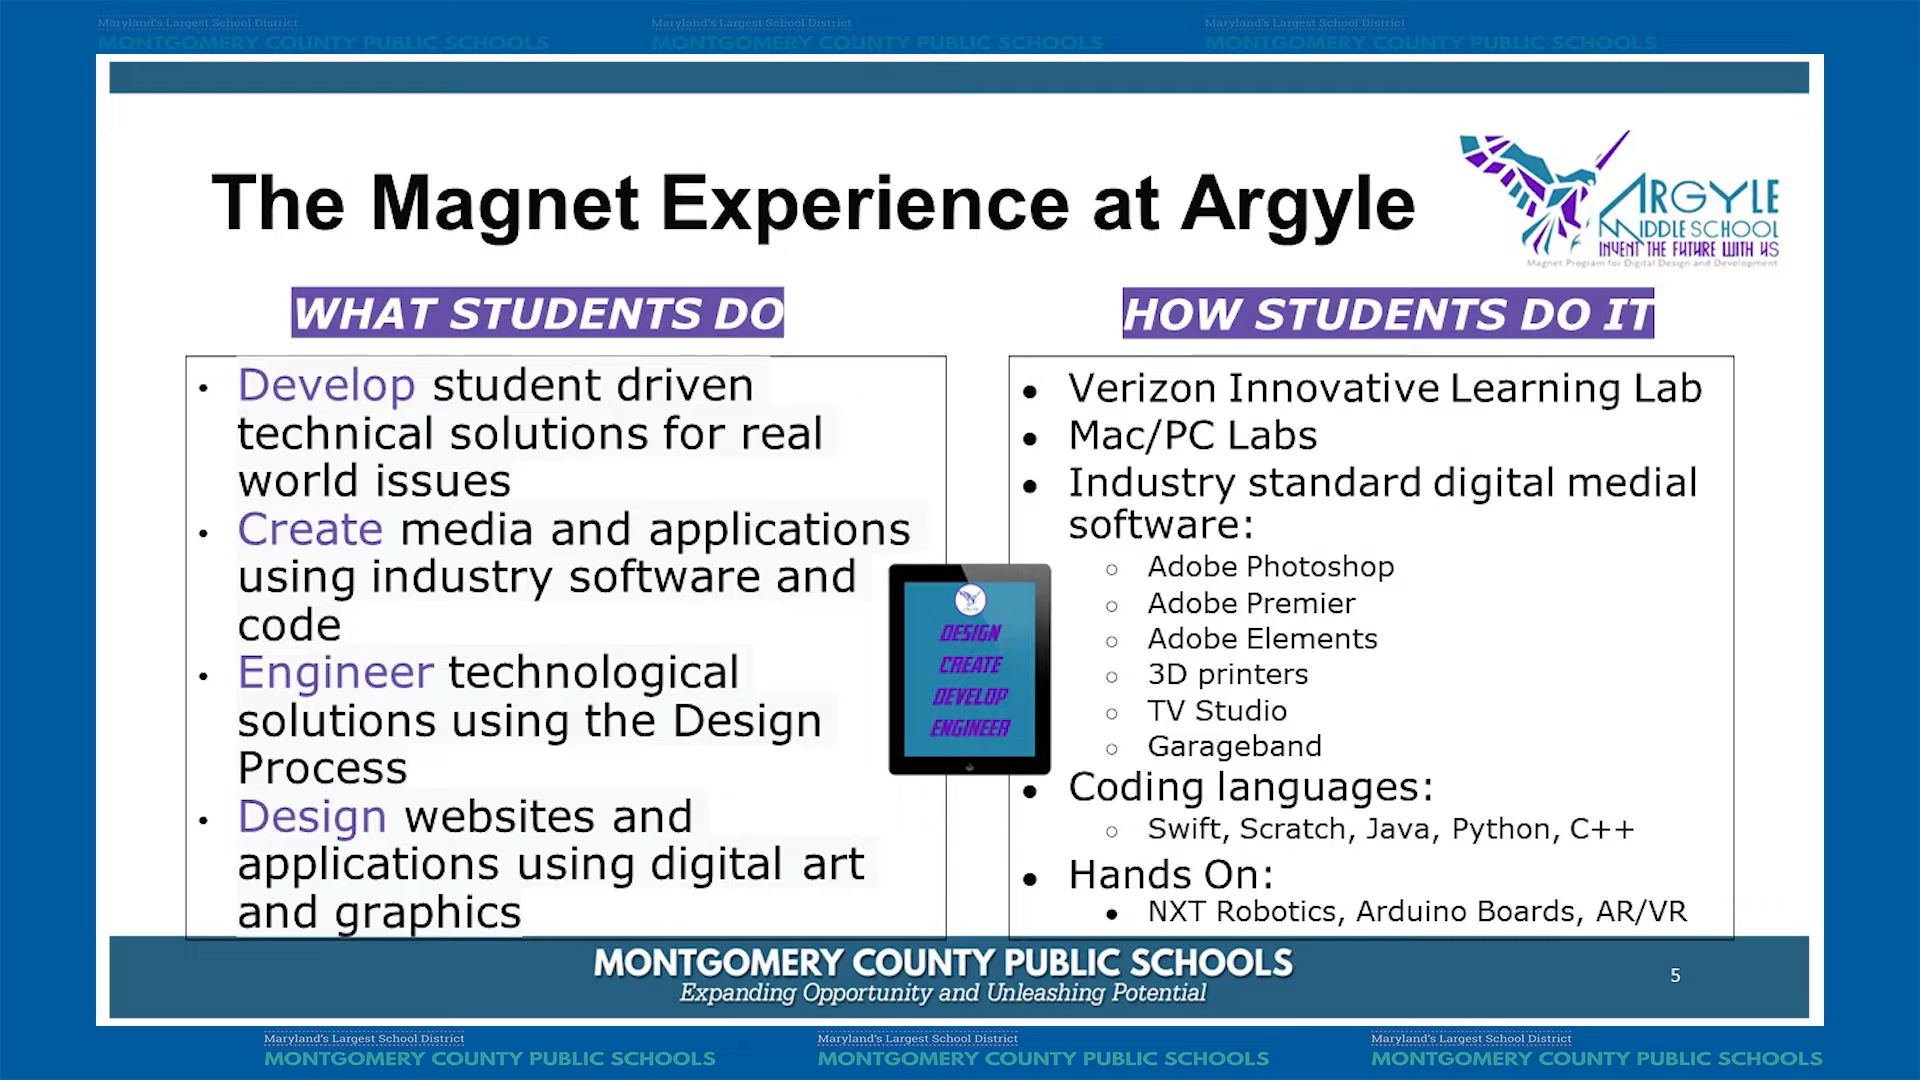 Maryland's Largest School District Maryland's Largest School District Maryland's Largest School District
MONTGOMERY COUNTY PUBLIC SCHOOLS MONTGOMERY COUNTY PUBLIC SCHOOLS MONTGOMERY COUNTY PUBLIC SCHOOLS
The Magnet Experience at Argyle
ARGYLE
MIDDLE SCHOOL
INVENT THE FUTURE WITH US
Magnet Program for Digital Design and Development
WHAT STUDENTS DO
• Develop student driven
technical solutions for real
world issues
• Create media and applications
using industry software and
code
• Engineer technological
solutions using the Design
Process
• Design websites and
applications using digital art
and graphics
DESIGN
CREATE
DEVELOP
ENGINEER
HOW STUDENTS DO IT
• Verizon Innovative Learning Lab
• Mac/PC Labs
• Industry standard digital medial
software:
○ Adobe Photoshop
○ Adobe Premier
○ Adobe Elements
○ 3D printers
○ TV Studio
○ Garageband
• Coding languages:
○ Swift, Scratch, Java, Python, C++
• Hands On:
• NXT Robotics, Arduino Boards, AR/VR
MONTGOMERY COUNTY PUBLIC SCHOOLS
Expanding Opportunity and Unleashing Potential
5
Maryland's Largest School District Maryland's Largest School District Maryland's Largest School District
MONTGOMERY COUNTY PUBLIC SCHOOLS MONTGOMERY COUNTY PUBLIC SCHOOLS MONTGOMERY COUNTY PUBLIC SCHOOLS